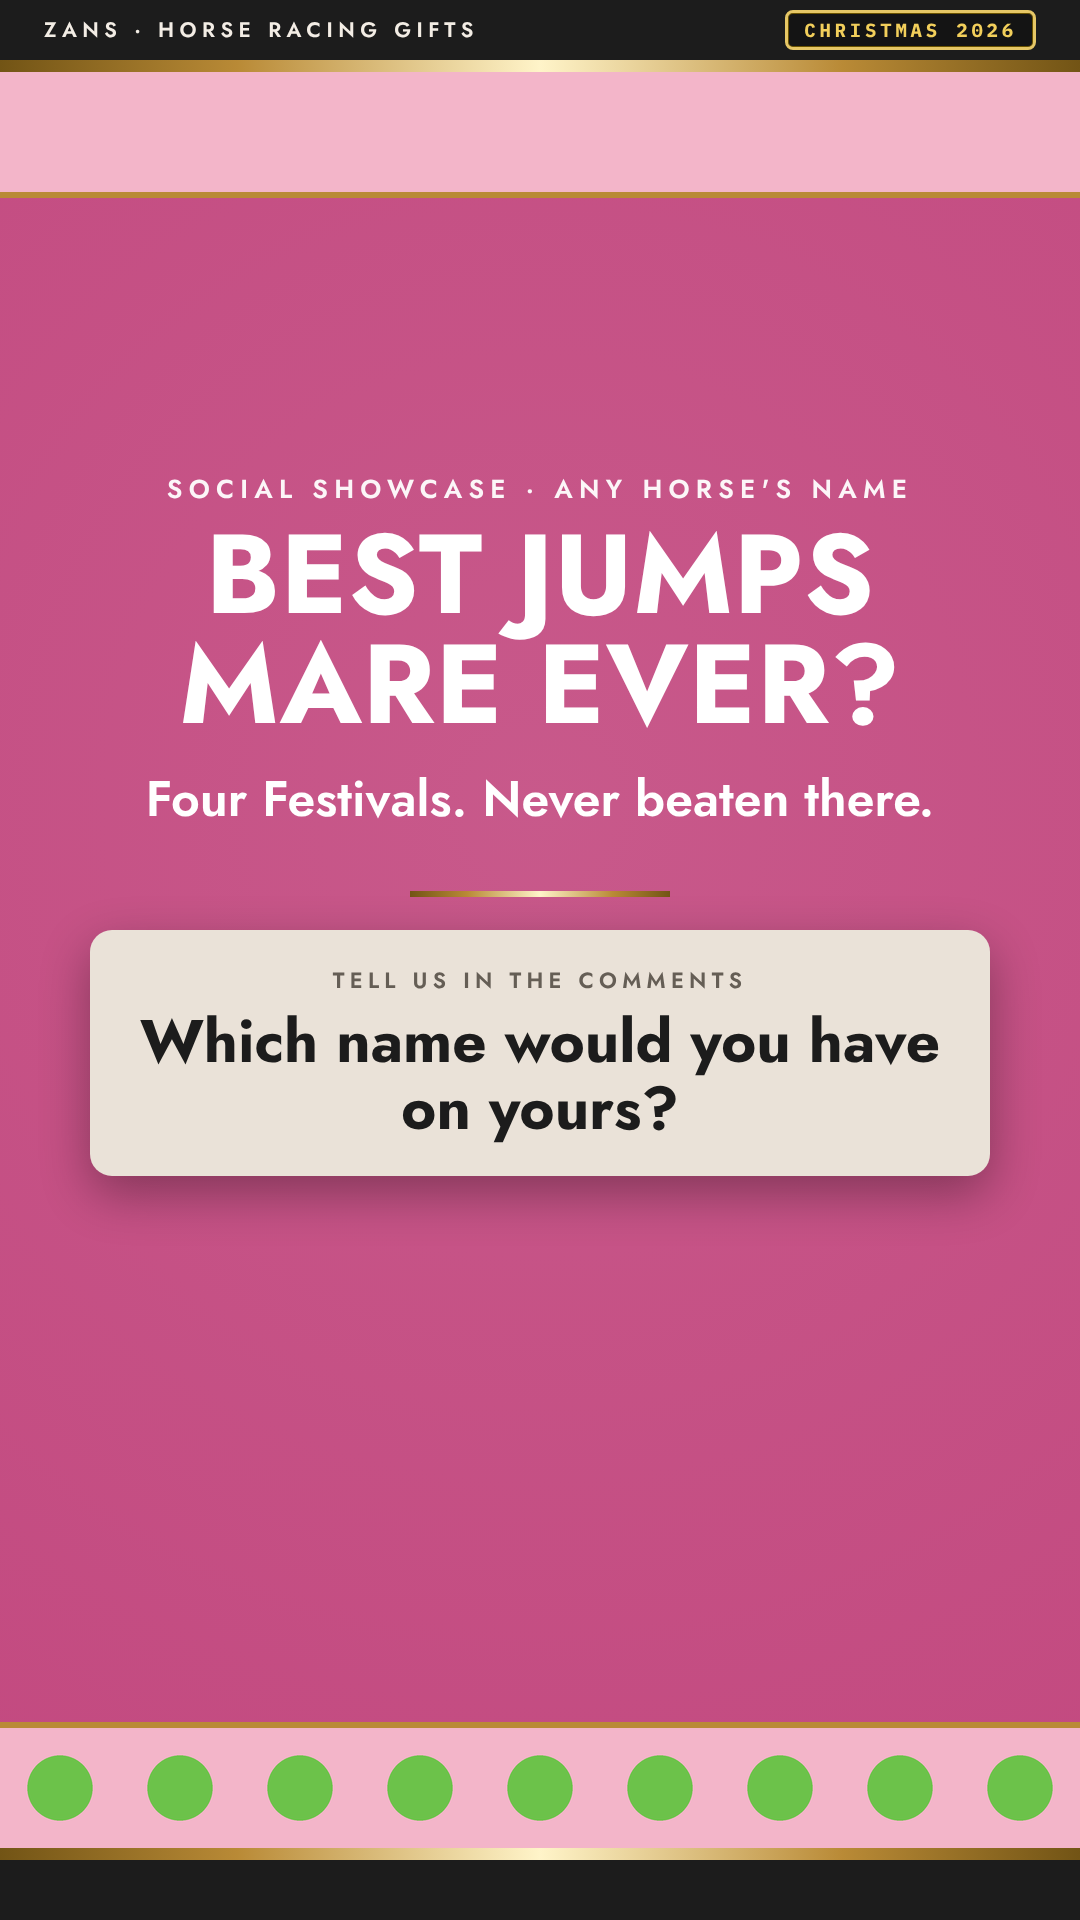 ZANS · HORSE RACING GIFTS
CHRISTMAS 2026
SOCIAL SHOWCASE · ANY HORSE'S NAME
BEST JUMPS
MARE EVER?
Four Festivals. Never beaten there.
TELL US IN THE COMMENTS
Which name would you have
on yours?